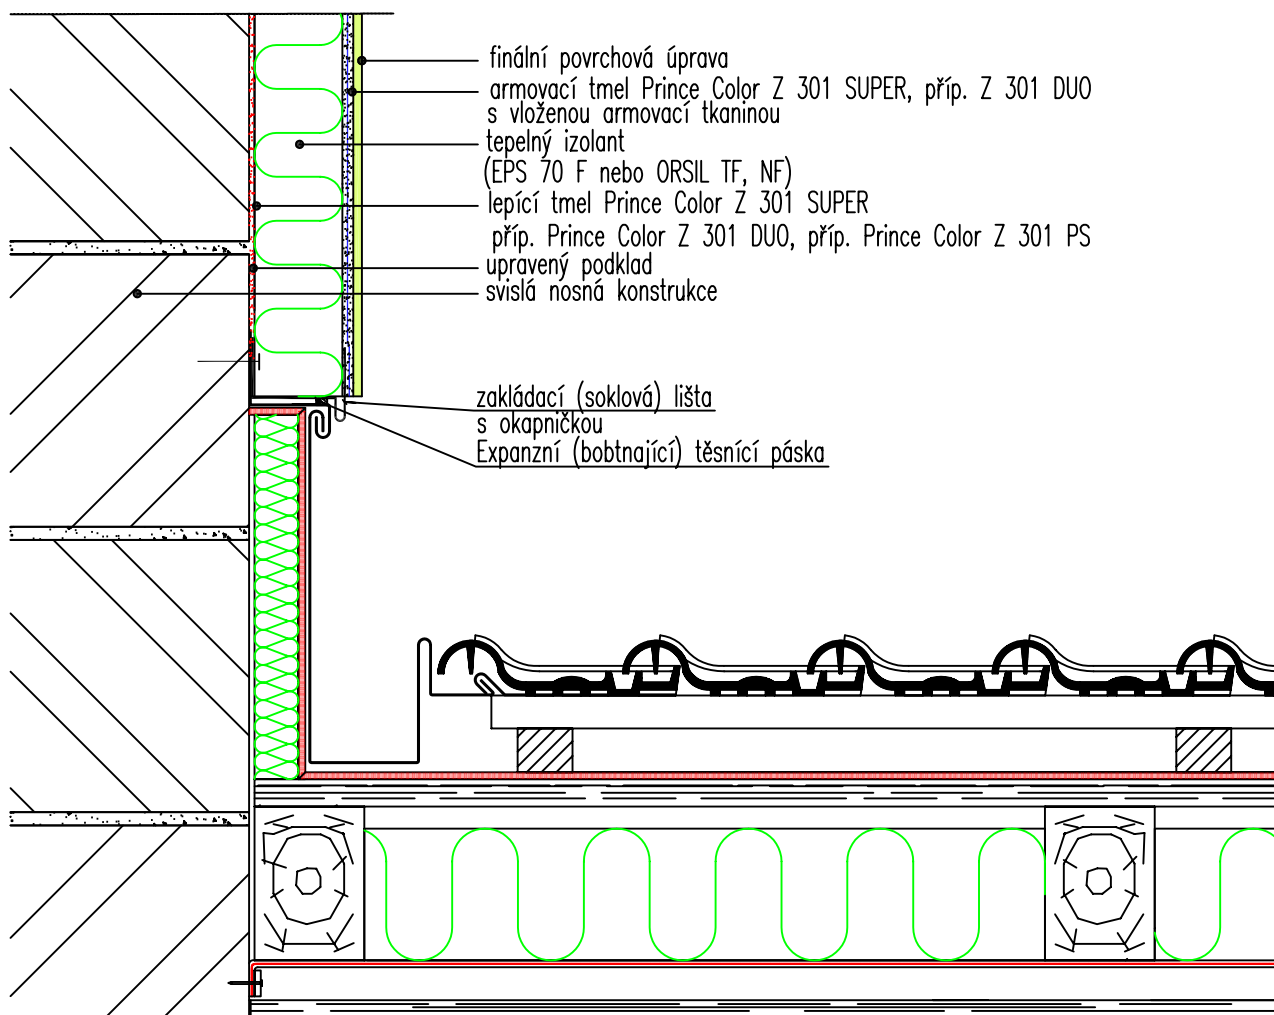 finální povrchová úprava
armovací tmel Prince Color Z 301 SUPER, příp. Z 301 DUO
s vloženou armovací tkaninou
tepelný izolant
(EPS 70 F nebo ORSIL TF, NF)
lepící tmel Prince Color Z 301 SUPER
příp. Prince Color Z 301 DUO, příp. Prince Color Z 301 PS
upravený podklad
svislá nosná konstrukce
zakládací (soklová) lišta
s okapničkou
Expanzní (bobtnající) těsnící páska